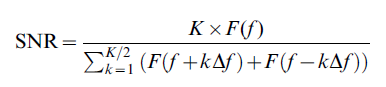 SNR = K × F(f) / ∑_{k=1}^{K/2} (F(f+kΔf)+F(f−kΔf))